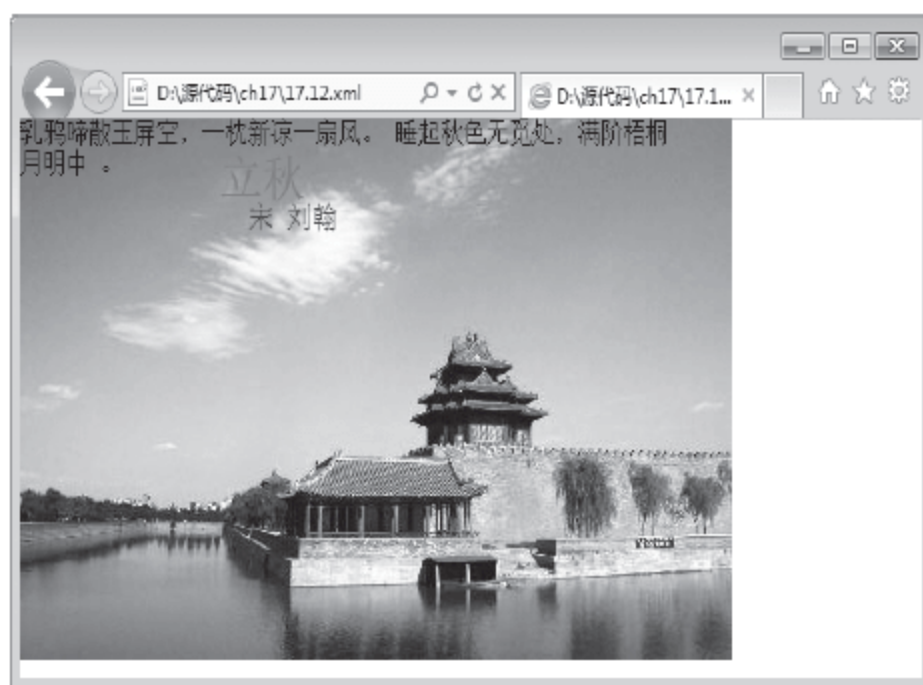 D:\源代码\ch17\17.12.xml
D:\源代码\ch17\17.1...
乳鸦啼散玉屏空，一枕新凉一扇风。 睡起秋色无觅处，满阶梧桐
月明中 。
立秋
宋 刘翰